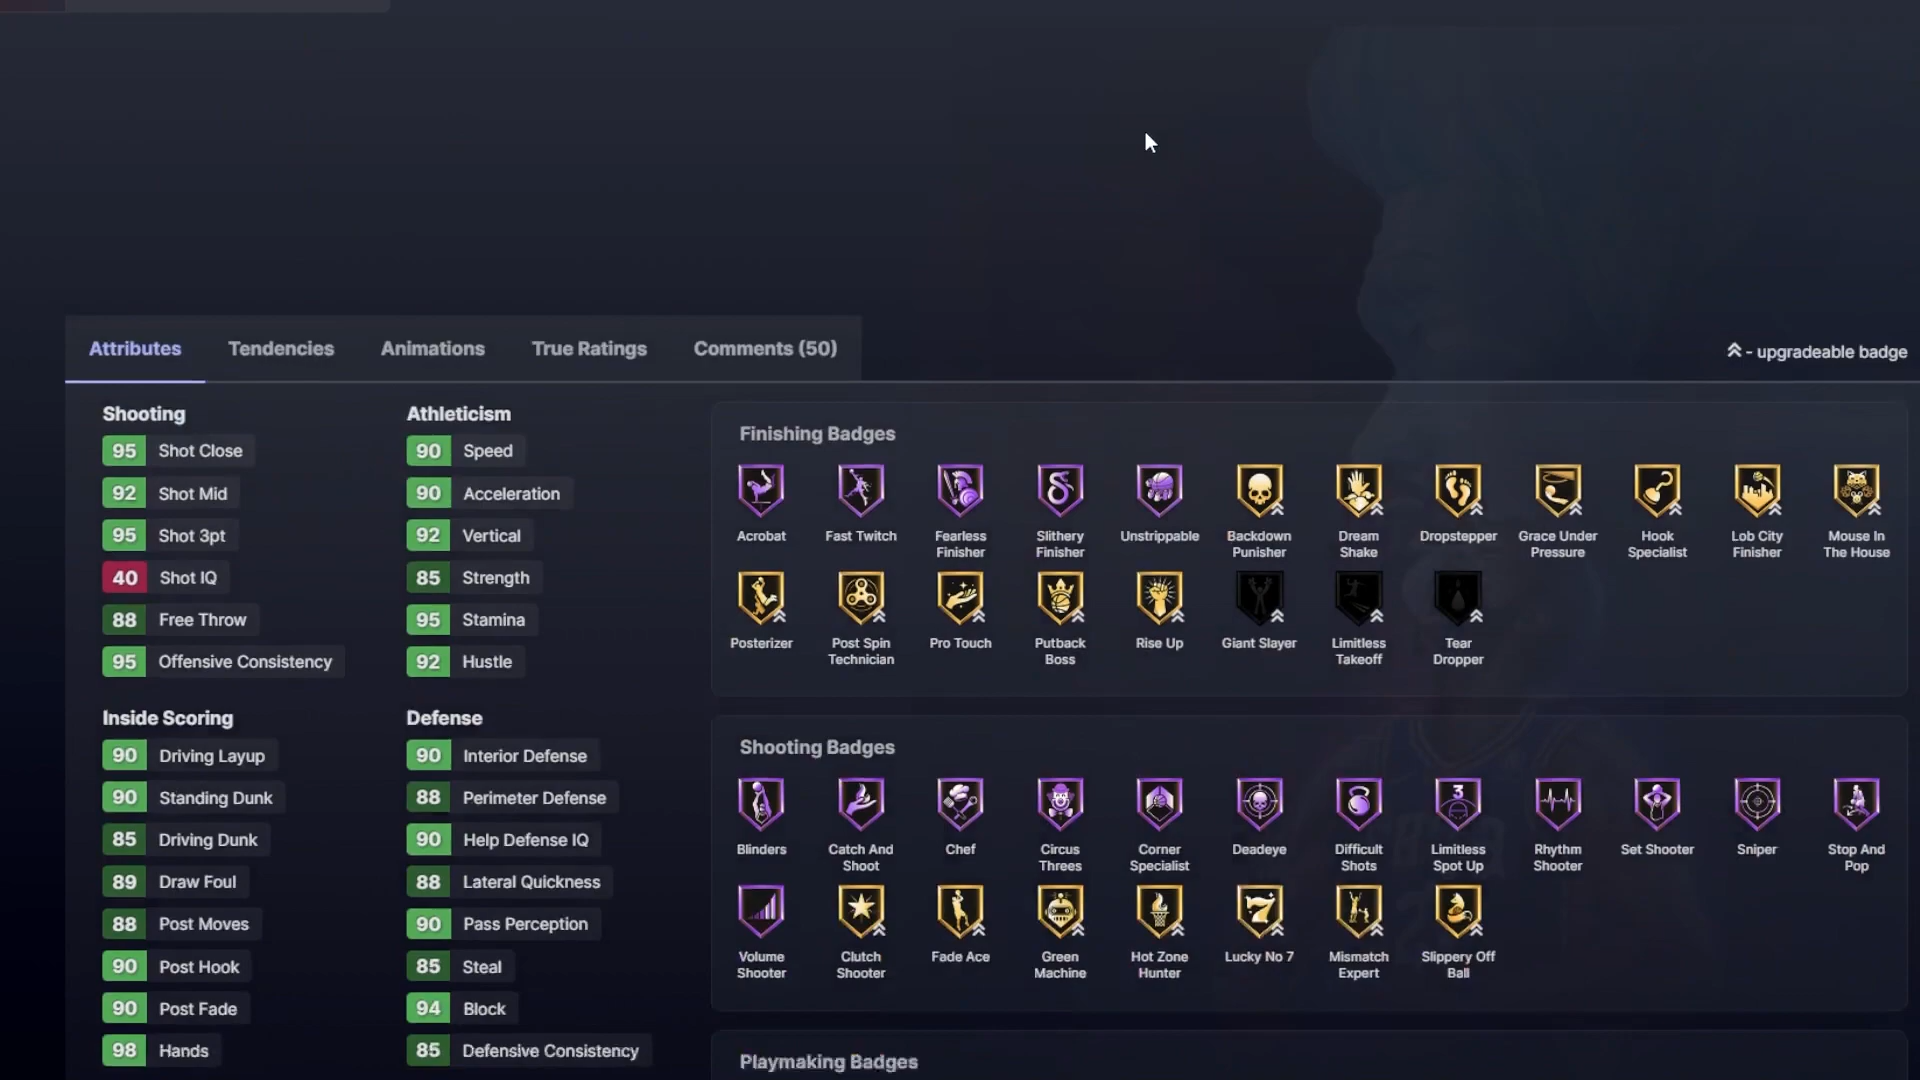 Attributes Tendencies Animations True Ratings Comments (50)
- upgradeable badge
Shooting
95 Shot Close
92 Shot Mid
95 Shot 3pt
40 Shot IQ
88 Free Throw
95 Offensive Consistency
Inside Scoring
90 Driving Layup
90 Standing Dunk
85 Driving Dunk
89 Draw Foul
88 Post Moves
90 Post Hook
90 Post Fade
98 Hands
Athleticism
90 Speed
90 Acceleration
92 Vertical
85 Strength
95 Stamina
92 Hustle
Defense
90 Interior Defense
88 Perimeter Defense
90 Help Defense IQ
88 Lateral Quickness
90 Pass Perception
85 Steal
94 Block
85 Defensive Consistency
Finishing Badges
Acrobat
Fast Twitch
Fearless
Finisher
Slithery
Finisher
Unstrippable
Backdown
Punisher
Dream
Shake
Dropstepper
Grace Under
Pressure
Hook
Specialist
Lob City
Finisher
Mouse In
The House
Posterizer
Post Spin
Technician
Pro Touch
Putback
Boss
Rise Up
Giant Slayer
Limitless
Takeoff
Tear
Dropper
Shooting Badges
Blinders
Catch And
Shoot
Chef
Circus
Threes
Corner
Specialist
Deadeye
Difficult
Shots
3
Limitless
Spot Up
Rhythm
Shooter
Set Shooter
Sniper
Stop And
Pop
Volume
Shooter
Clutch
Shooter
Fade Ace
Green
Machine
Hot Zone
Hunter
7
Lucky No 7
Mismatch
Expert
Slippery Off
Ball
Playmaking Badges